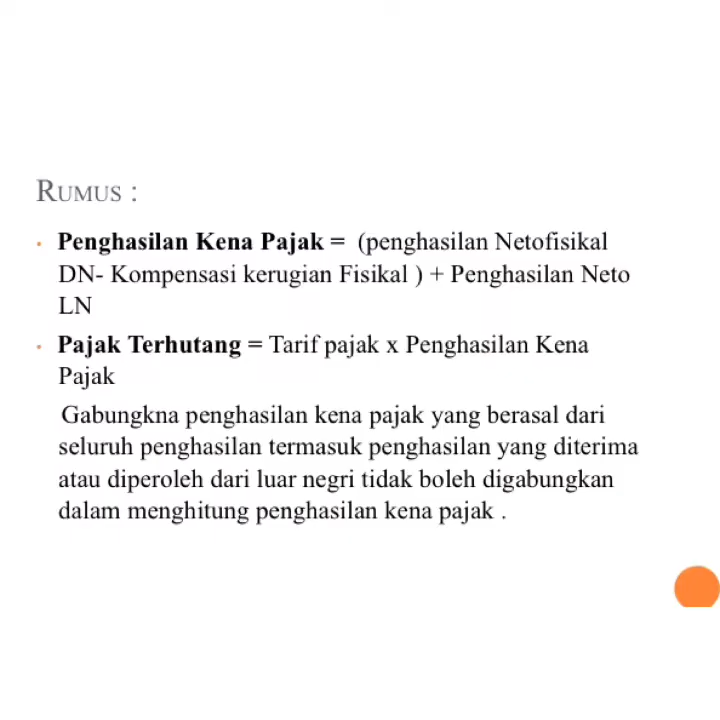 RUMUS :
• Penghasilan Kena Pajak = (penghasilan Netofisikal
DN- Kompensasi kerugian Fisikal ) + Penghasilan Neto
LN
• Pajak Terhutang = Tarif pajak x Penghasilan Kena
Pajak
Gabungkna penghasilan kena pajak yang berasal dari
seluruh penghasilan termasuk penghasilan yang diterima
atau diperoleh dari luar negri tidak boleh digabungkan
dalam menghitung penghasilan kena pajak .